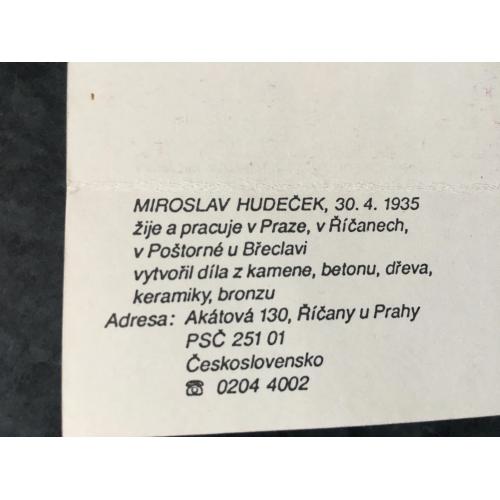 MIROSLAV HUDEČEK, 30. 4. 1935
žije a pracuje v Praze, v Říčanech,
v Poštorné u Břeclavi
vytvořil díla z kamene, betonu, dřeva,
keramiky, bronzu
Adresa: Akátová 130, Říčany u Prahy
PSČ 251 01
Československo
☎ 0204 4002